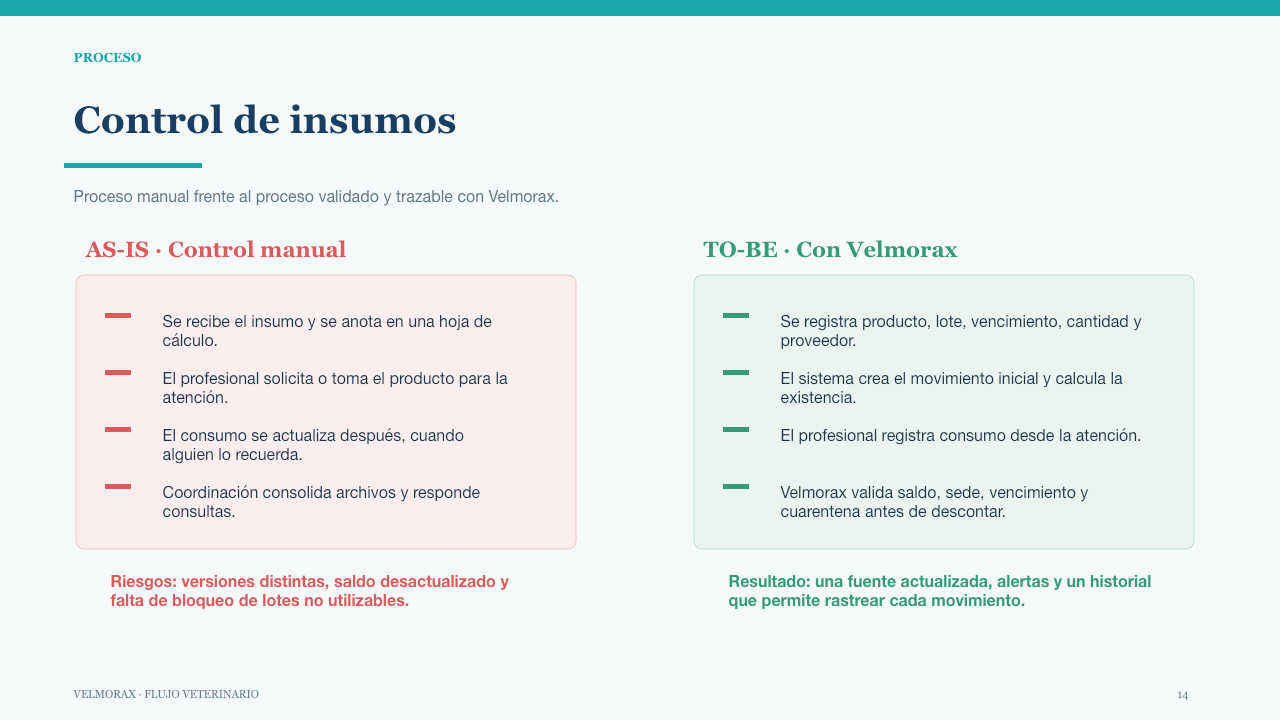 PROCESO
Control de insumos
Proceso manual frente al proceso validado y trazable con Velmorax.
AS-IS · Control manual
Se recibe el insumo y se anota en una hoja de
cálculo.
El profesional solicita o toma el producto para la
atención.
El consumo se actualiza después, cuando
alguien lo recuerda.
Coordinación consolida archivos y responde
consultas.
Riesgos: versiones distintas, saldo desactualizado y
falta de bloqueo de lotes no utilizables.
TO-BE · Con Velmorax
Se registra producto, lote, vencimiento, cantidad y
proveedor.
El sistema crea el movimiento inicial y calcula la
existencia.
El profesional registra consumo desde la atención.
Velmorax valida saldo, sede, vencimiento y
cuarentena antes de descontar.
Resultado: una fuente actualizada, alertas y un historial
que permite rastrear cada movimiento.
VELMORAX · FLUJO VETERINARIO
14